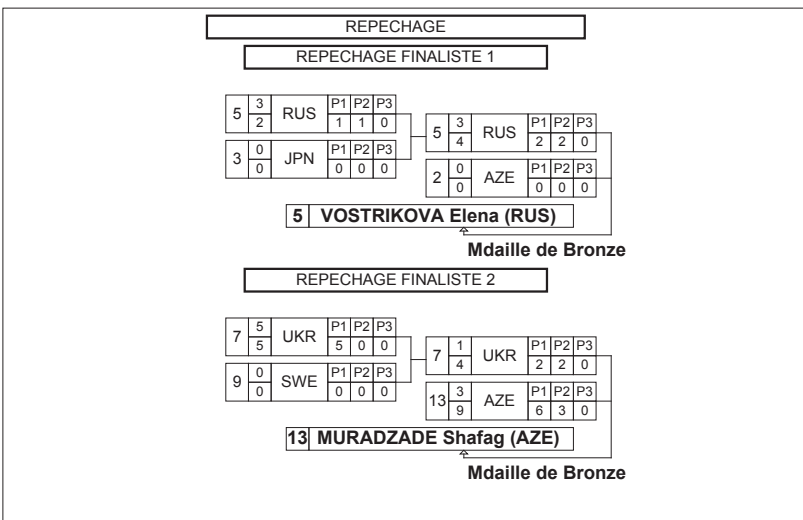 REPECHAGE
REPECHAGE FINALISTE 1
5 3 RUS P1 P2 P3
2 1 1 0
3 0 JPN P1 P2 P3
0 0 0 0
5 3 RUS P1 P2 P3
4 2 2 0
2 0 AZE P1 P2 P3
0 0 0 0
5 VOSTRIKOVA Elena (RUS)
Mdaille de Bronze
REPECHAGE FINALISTE 2
7 5 UKR P1 P2 P3
5 5 0 0
9 0 SWE P1 P2 P3
0 0 0 0
7 1 UKR P1 P2 P3
4 2 2 0
13 3 AZE P1 P2 P3
9 6 3 0
13 MURADZADE Shafag (AZE)
Mdaille de Bronze